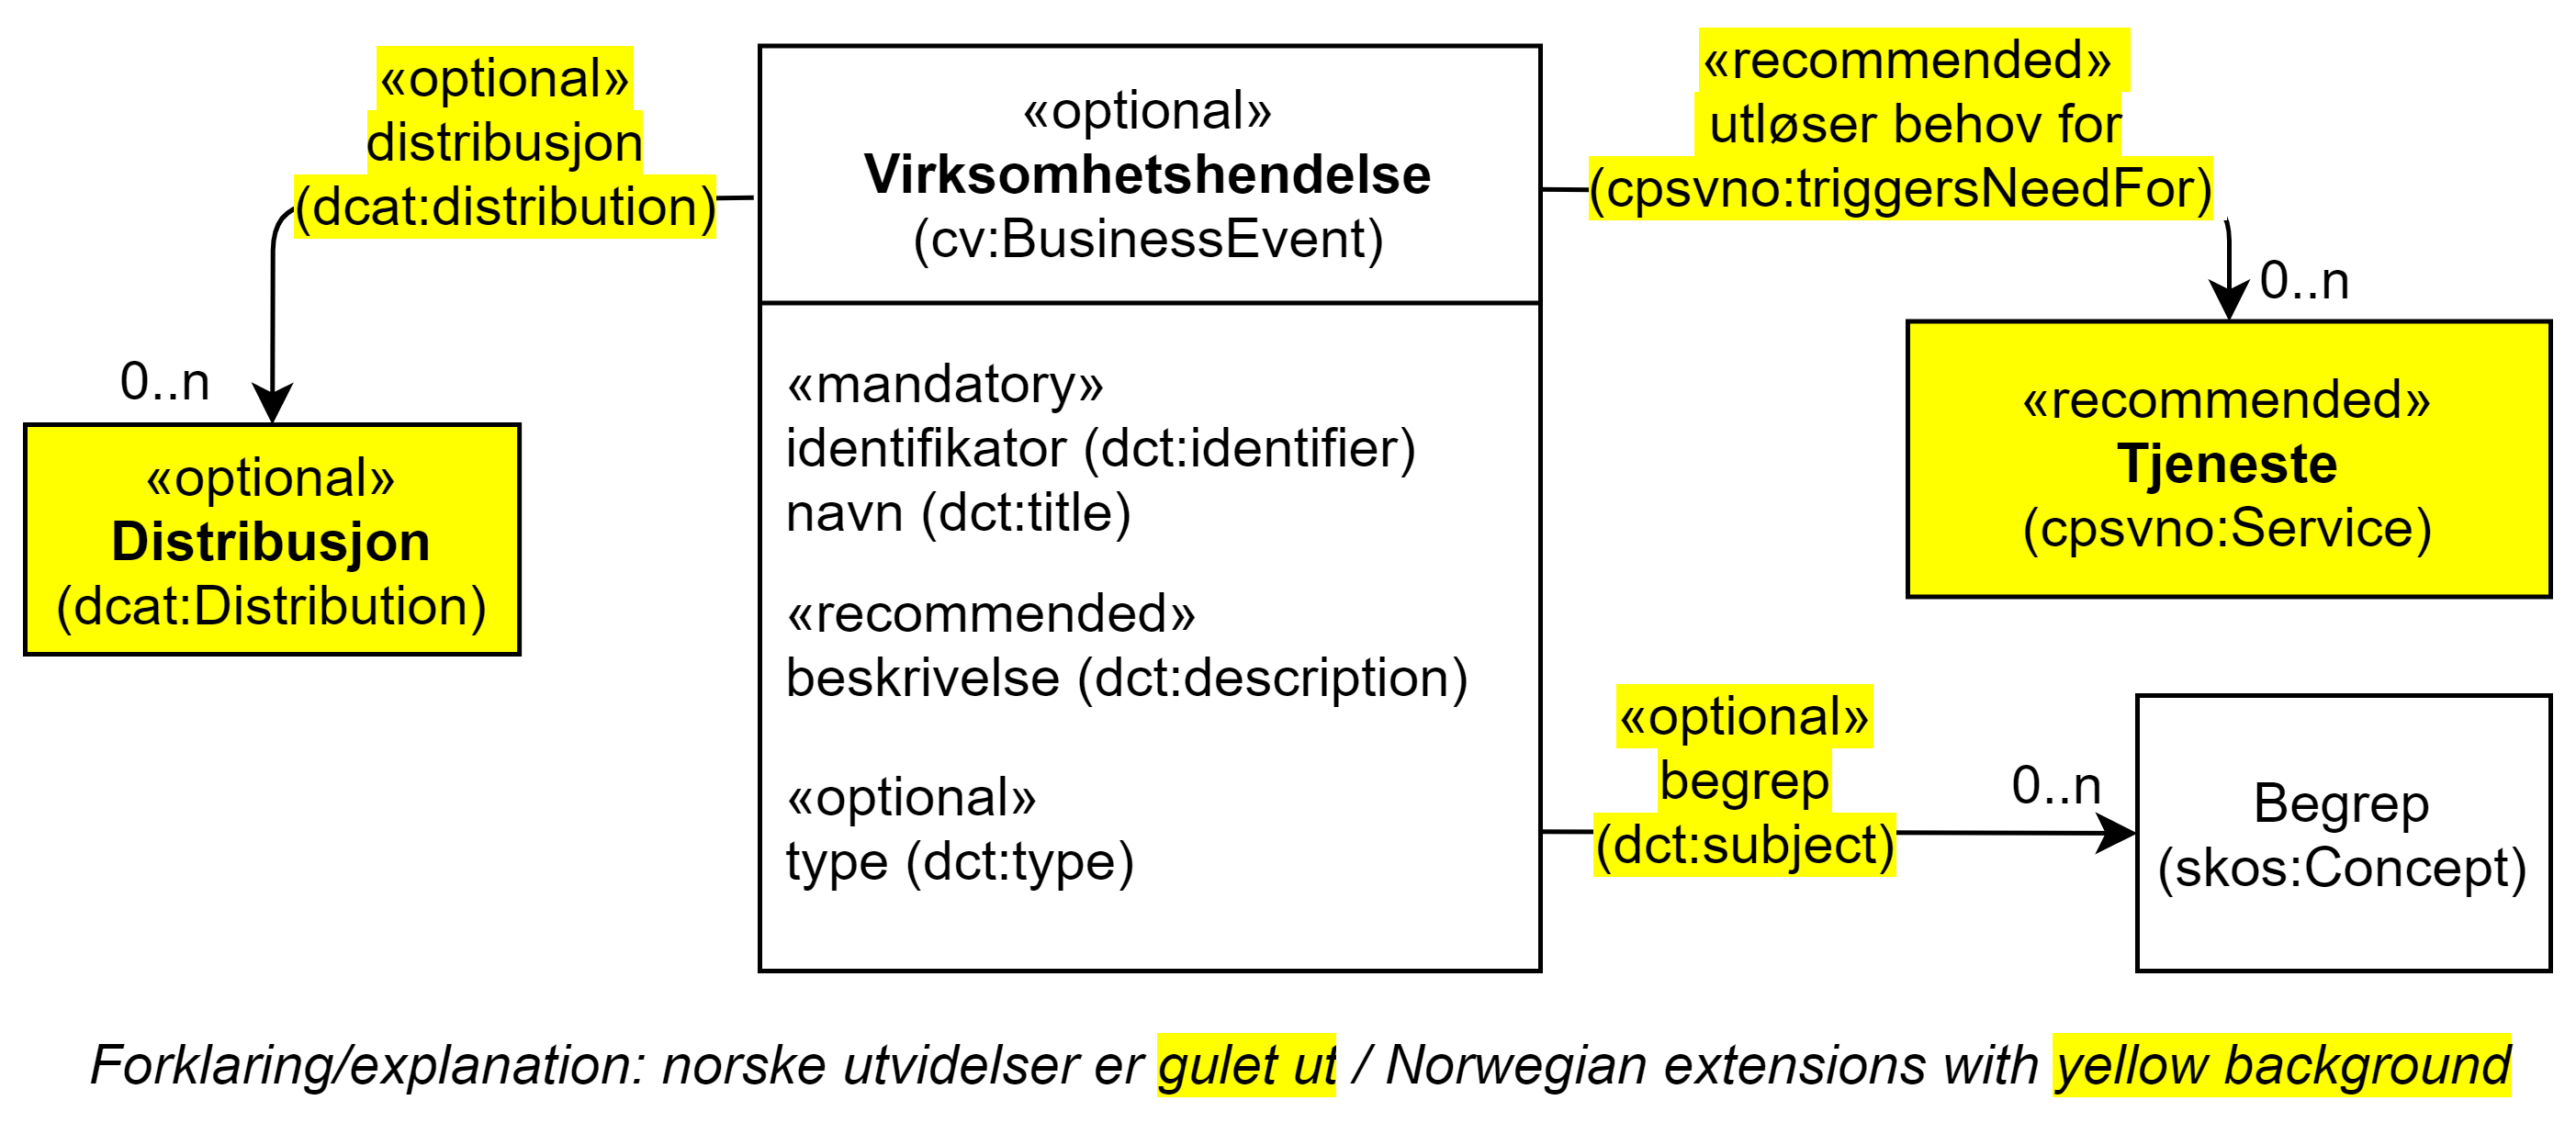 «optional»
distribusjon
(dcat:distribution)
0..n
«optional»
Distribusjon
(dcat:Distribution)
«optional»
Virksomhetshendelse
(cv:BusinessEvent)
«mandatory»
identifikator (dct:identifier)
navn (dct:title)
«recommended»
beskrivelse (dct:description)
«optional»
type (dct:type)
«recommended»
utløser behov for
(cpsvno:triggersNeedFor)
0..n
«recommended»
Tjeneste
(cpsvno:Service)
«optional»
begrep
(dct:subject)
0..n
Begrep
(skos:Concept)
Forklaring/explanation: norske utvidelser er gulet ut / Norwegian extensions with yellow background